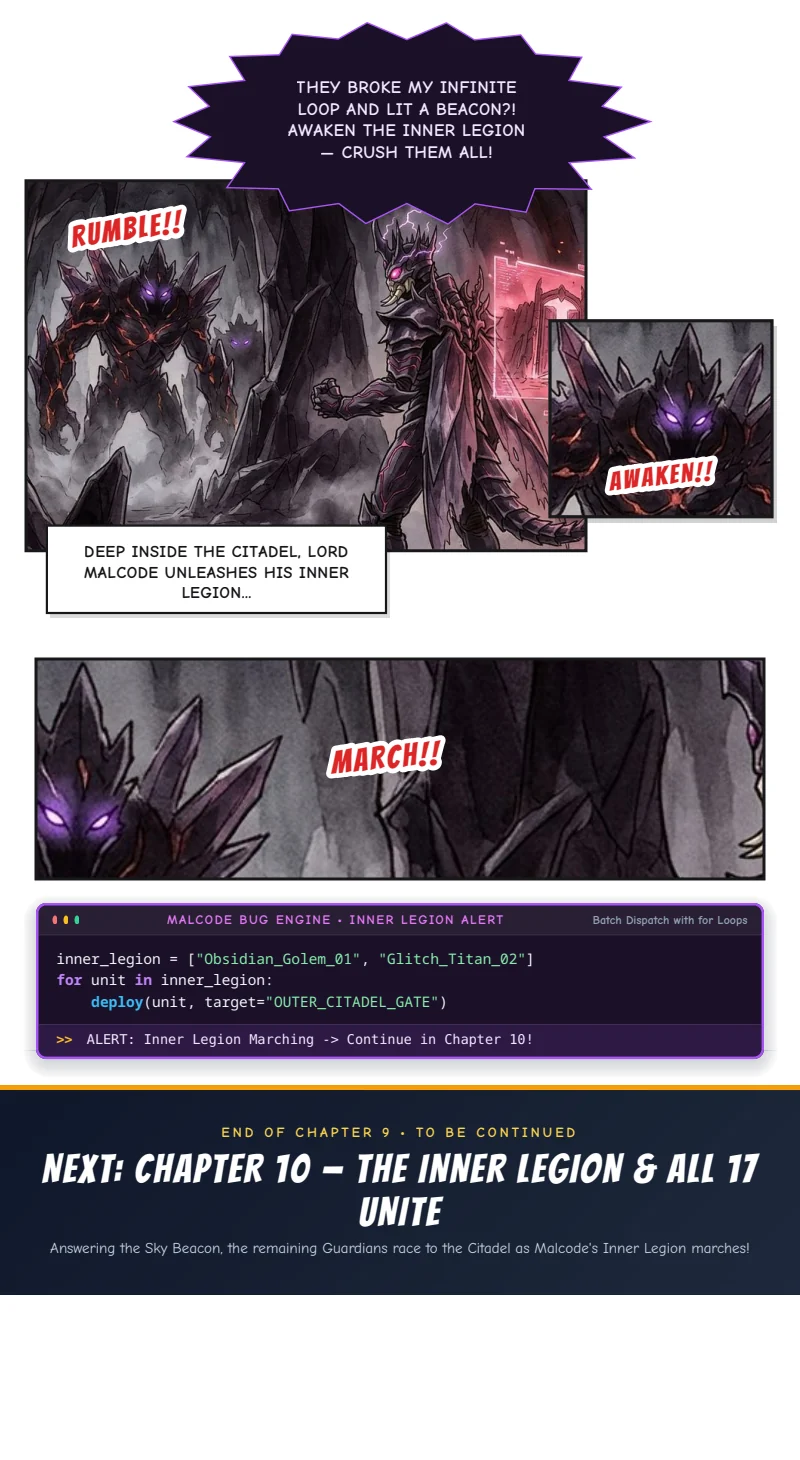 THEY BROKE MY INFINITE
LOOP AND LIT A BEACON?!
AWAKEN THE INNER LEGION
— CRUSH THEM ALL!
RUMBLE!!
AWAKEN!!
DEEP INSIDE THE CITADEL, LORD
MALCODE UNLEASHES HIS INNER
LEGION...
MARCH!!
MALCODE BUG ENGINE • INNER LEGION ALERT
Batch Dispatch with for Loops
inner_legion = ["Obsidian_Golem_01", "Glitch_Titan_02"]
for unit in inner_legion:
    deploy(unit, target="OUTER_CITADEL_GATE")
>> ALERT: Inner Legion Marching -> Continue in Chapter 10!
END OF CHAPTER 9 • TO BE CONTINUED
NEXT: CHAPTER 10 — THE INNER LEGION & ALL 17
UNITE
Answering the Sky Beacon, the remaining Guardians race to the Citadel as Malcode's Inner Legion marches!